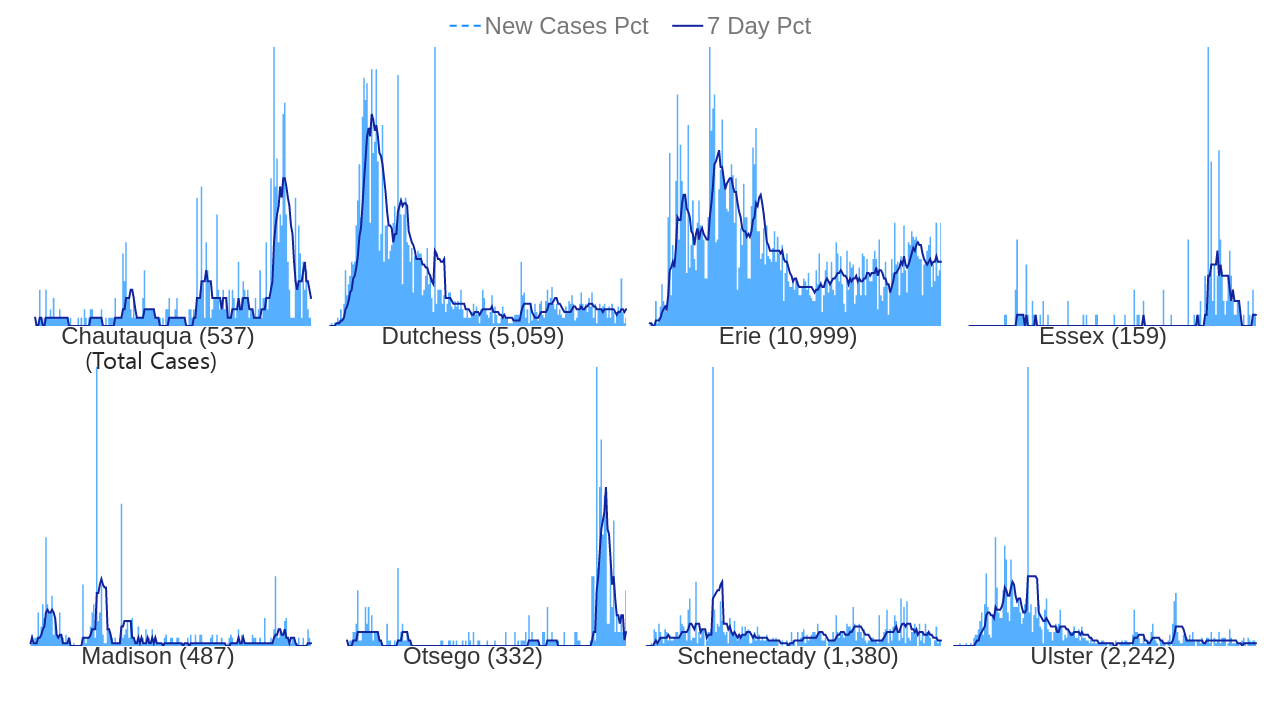 New Cases Pct 7 Day Pct
Chautauqua (537) Dutchess (5,059) Erie (10,999) Essex (159)
(Total Cases)
Madison (487) Otsego (332) Schenectady (1,380) Ulster (2,242)